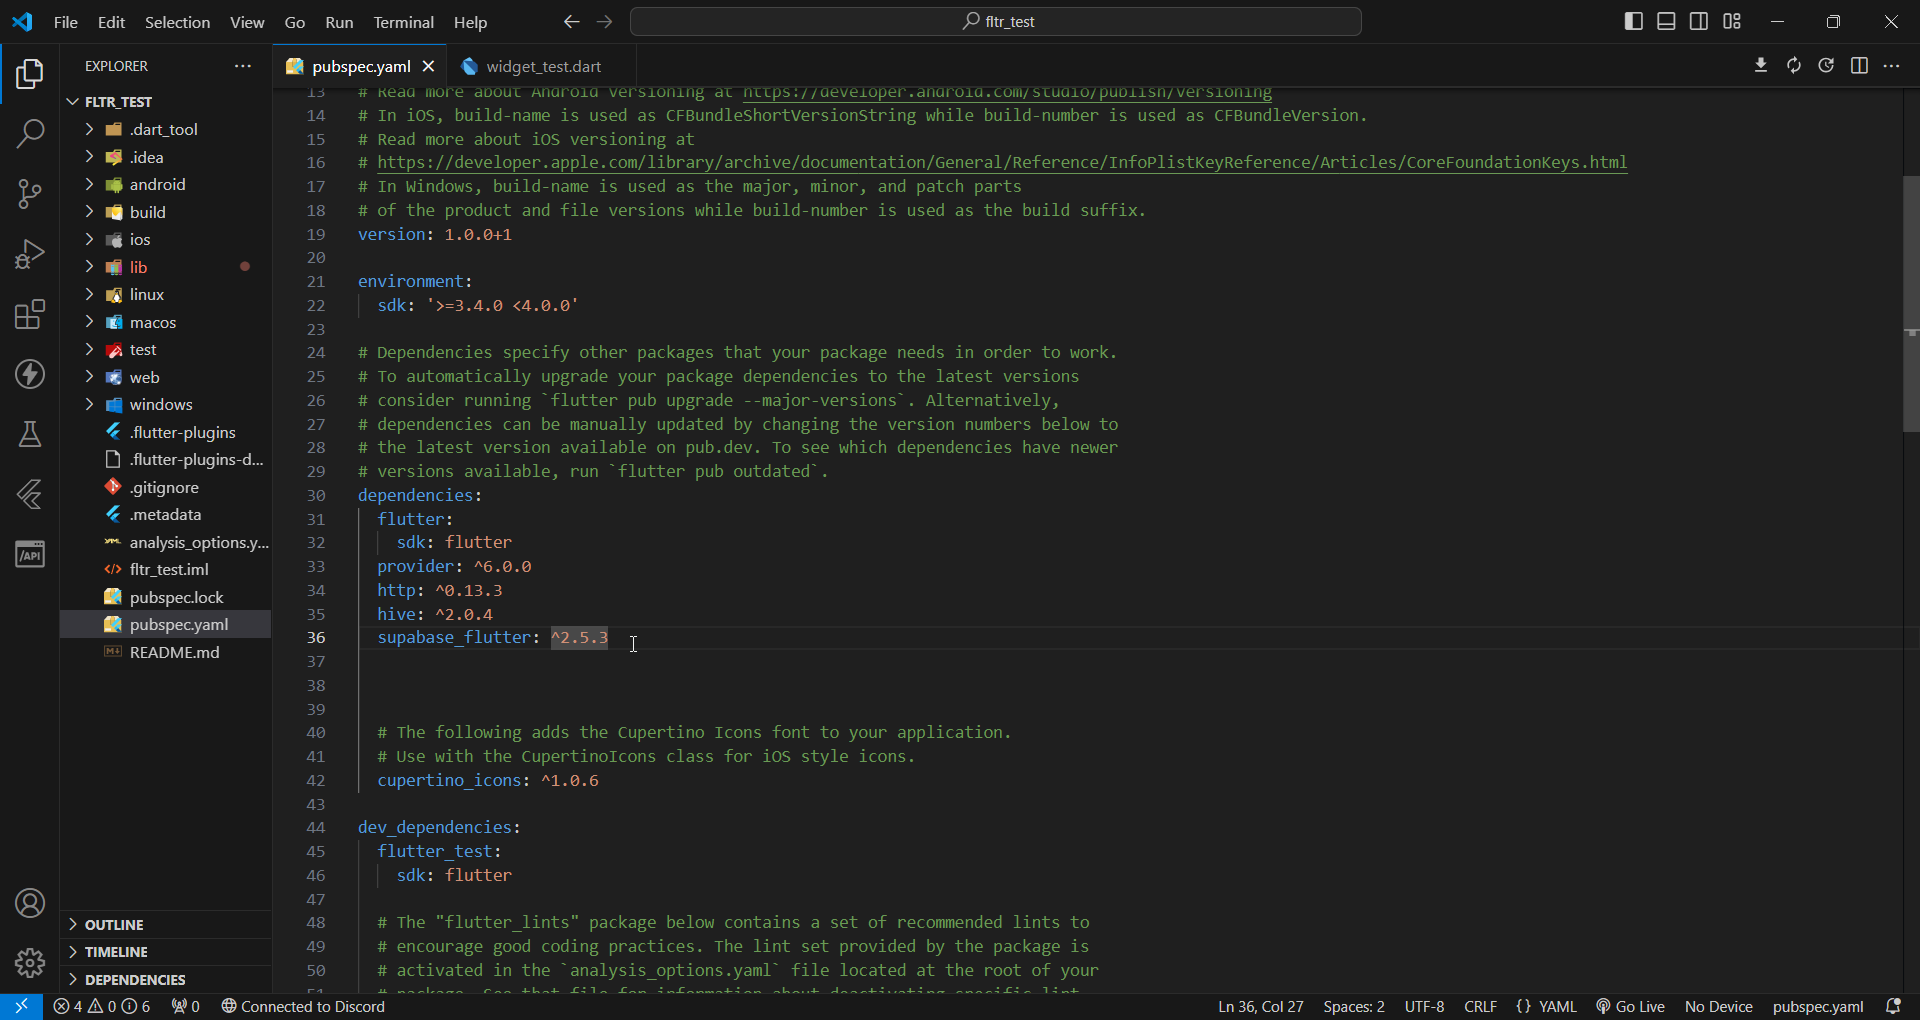 File Edit Selection View Go Run Terminal Help
fltr_test
EXPLORER
pubspec.yaml
widget_test.dart
FLTR_TEST
.dart_tool
.idea
android
build
ios
lib
linux
macos
test
web
windows
.flutter-plugins
.flutter-plugins-d...
.gitignore
.metadata
YAML analysis_options.y...
fltr_test.iml
pubspec.lock
pubspec.yaml
M+ README.md
OUTLINE
TIMELINE
DEPENDENCIES
/API
13 # Read more about Android versioning at https://developer.android.com/studio/publish/versioning
14 # In iOS, build-name is used as CFBundleShortVersionString while build-number is used as CFBundleVersion.
15 # Read more about iOS versioning at
16 # https://developer.apple.com/library/archive/documentation/General/Reference/InfoPlistKeyReference/Articles/CoreFoundationKeys.html
17 # In Windows, build-name is used as the major, minor, and patch parts
18 # of the product and file versions while build-number is used as the build suffix.
19 version: 1.0.0+1
20
21 environment:
22 sdk: '>=3.4.0 <4.0.0'
23
24 # Dependencies specify other packages that your package needs in order to work.
25 # To automatically upgrade your package dependencies to the latest versions
26 # consider running `flutter pub upgrade --major-versions`. Alternatively,
27 # dependencies can be manually updated by changing the version numbers below to
28 # the latest version available on pub.dev. To see which dependencies have newer
29 # versions available, run `flutter pub outdated`.
30 dependencies:
31 flutter:
32 sdk: flutter
33 provider: ^6.0.0
34 http: ^0.13.3
35 hive: ^2.0.4
36 supabase_flutter: ^2.5.3
37
38
39
40 # The following adds the Cupertino Icons font to your application.
41 # Use with the CupertinoIcons class for iOS style icons.
42 cupertino_icons: ^1.0.6
43
44 dev_dependencies:
45 flutter_test:
46 sdk: flutter
47
48 # The "flutter_lints" package below contains a set of recommended lints to
49 # encourage good coding practices. The lint set provided by the package is
50 # activated in the `analysis_options.yaml` file located at the root of your
51 # package. See that file for information about deactivating specific lint
4 0 6 0 Connected to Discord
Ln 36, Col 27 Spaces: 2 UTF-8 CRLF {} YAML Go Live No Device pubspec.yaml